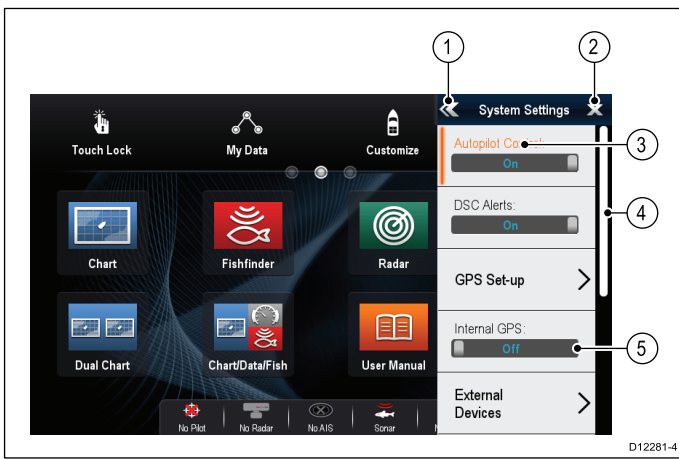 1
2
System Settings
Touch Lock
My Data
Customize
Autopilot Control:
On
3
DSC Alerts:
On
4
Chart
Fishfinder
Radar
GPS Set-up
Internal GPS:
Off
5
Dual Chart
Chart/Data/Fish
User Manual
External
Devices
No Pilot
No Radar
No AIS
Sonar
D12281-4